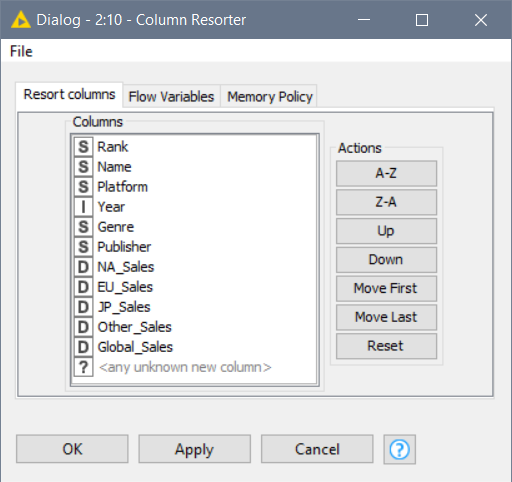 Dialog - 2:10 - Column Resorter
File
Resort columns Flow Variables Memory Policy
Columns
S Rank
S Name
S Platform
I Year
S Genre
S Publisher
D NA_Sales
D EU_Sales
D JP_Sales
D Other_Sales
D Global_Sales
? <any unknown new column>
Actions
A-Z
Z-A
Up
Down
Move First
Move Last
Reset
OK Apply Cancel ?